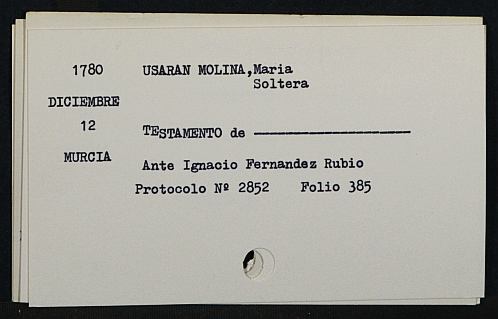 1780 USARAN MOLINA,Maria
Soltera
DICIEMBRE
12
TESTAMENTO de ——————————
MURCIA
Ante Ignacio Fernandez Rubio
Protocolo Nº 2852 Folio 385